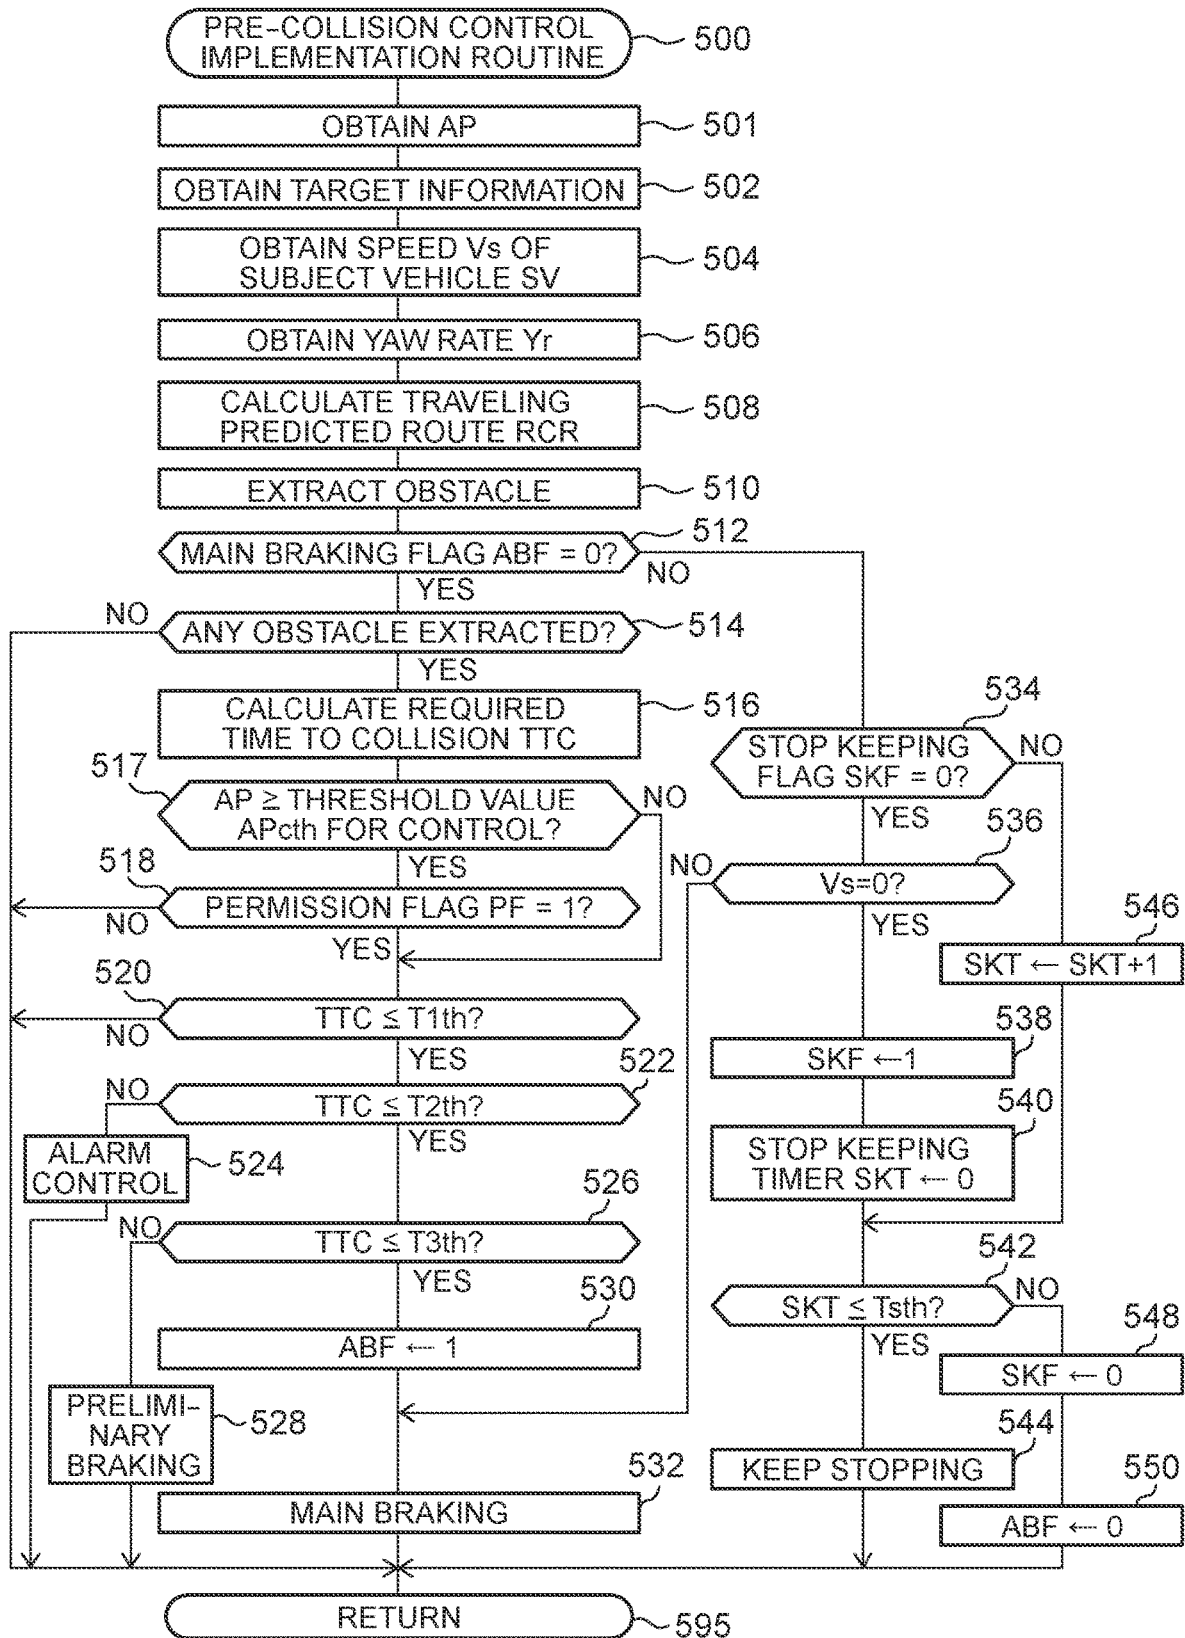 PRE-COLLISION CONTROL
IMPLEMENTATION ROUTINE
500
OBTAIN AP
501
OBTAIN TARGET INFORMATION
502
OBTAIN SPEED Vs OF
SUBJECT VEHICLE SV
504
OBTAIN YAW RATE Yr
506
CALCULATE TRAVELING
PREDICTED ROUTE RCR
508
EXTRACT OBSTACLE
510
MAIN BRAKING FLAG ABF = 0?
512
NO
YES
NO
ANY OBSTACLE EXTRACTED?
514
YES
CALCULATE REQUIRED
TIME TO COLLISION TTC
516
517
AP ≥ THRESHOLD VALUE
APcth FOR CONTROL?
NO
YES
518
PERMISSION FLAG PF = 1?
NO
YES
520
TTC ≤ T1th?
NO
YES
522
NO
TTC ≤ T2th?
YES
ALARM
CONTROL
524
526
NO
TTC ≤ T3th?
YES
530
ABF ← 1
PRELIMI-
NARY
BRAKING
528
532
MAIN BRAKING
534
STOP KEEPING
FLAG SKF = 0?
NO
YES
536
NO
Vs=0?
YES
546
SKT ← SKT+1
538
SKF ←1
540
STOP KEEPING
TIMER SKT ← 0
542
SKT ≤ Tsth?
NO
YES
548
SKF ← 0
544
KEEP STOPPING
550
ABF ← 0
RETURN
595